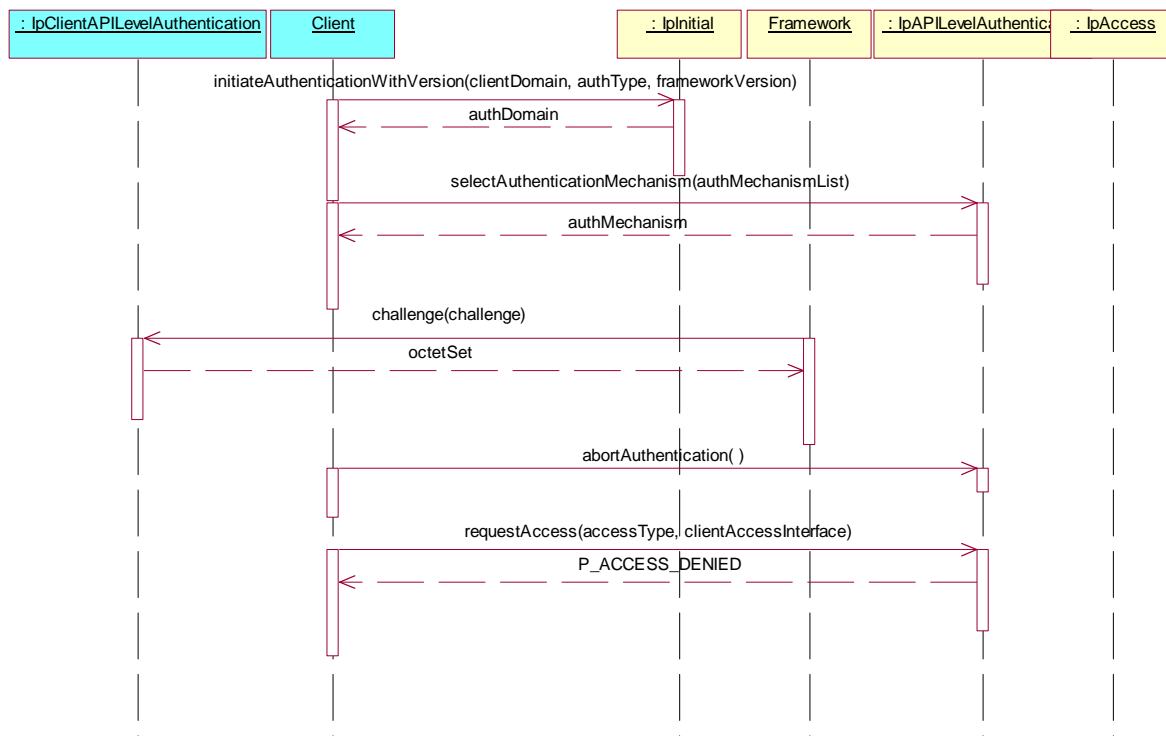 : IpClientAPILevelAuthentication
Client
: IpInitial
Framework
: IpAPILevelAuthentica
: IpAccess
initiateAuthenticationWithVersion(clientDomain, authType, frameworkVersion)
authDomain
selectAuthenticationMechanism(authMechanismList)
authMechanism
challenge(challenge)
octetSet
abortAuthentication( )
requestAccess(accessType, clientAccessInterface)
P_ACCESS_DENIED